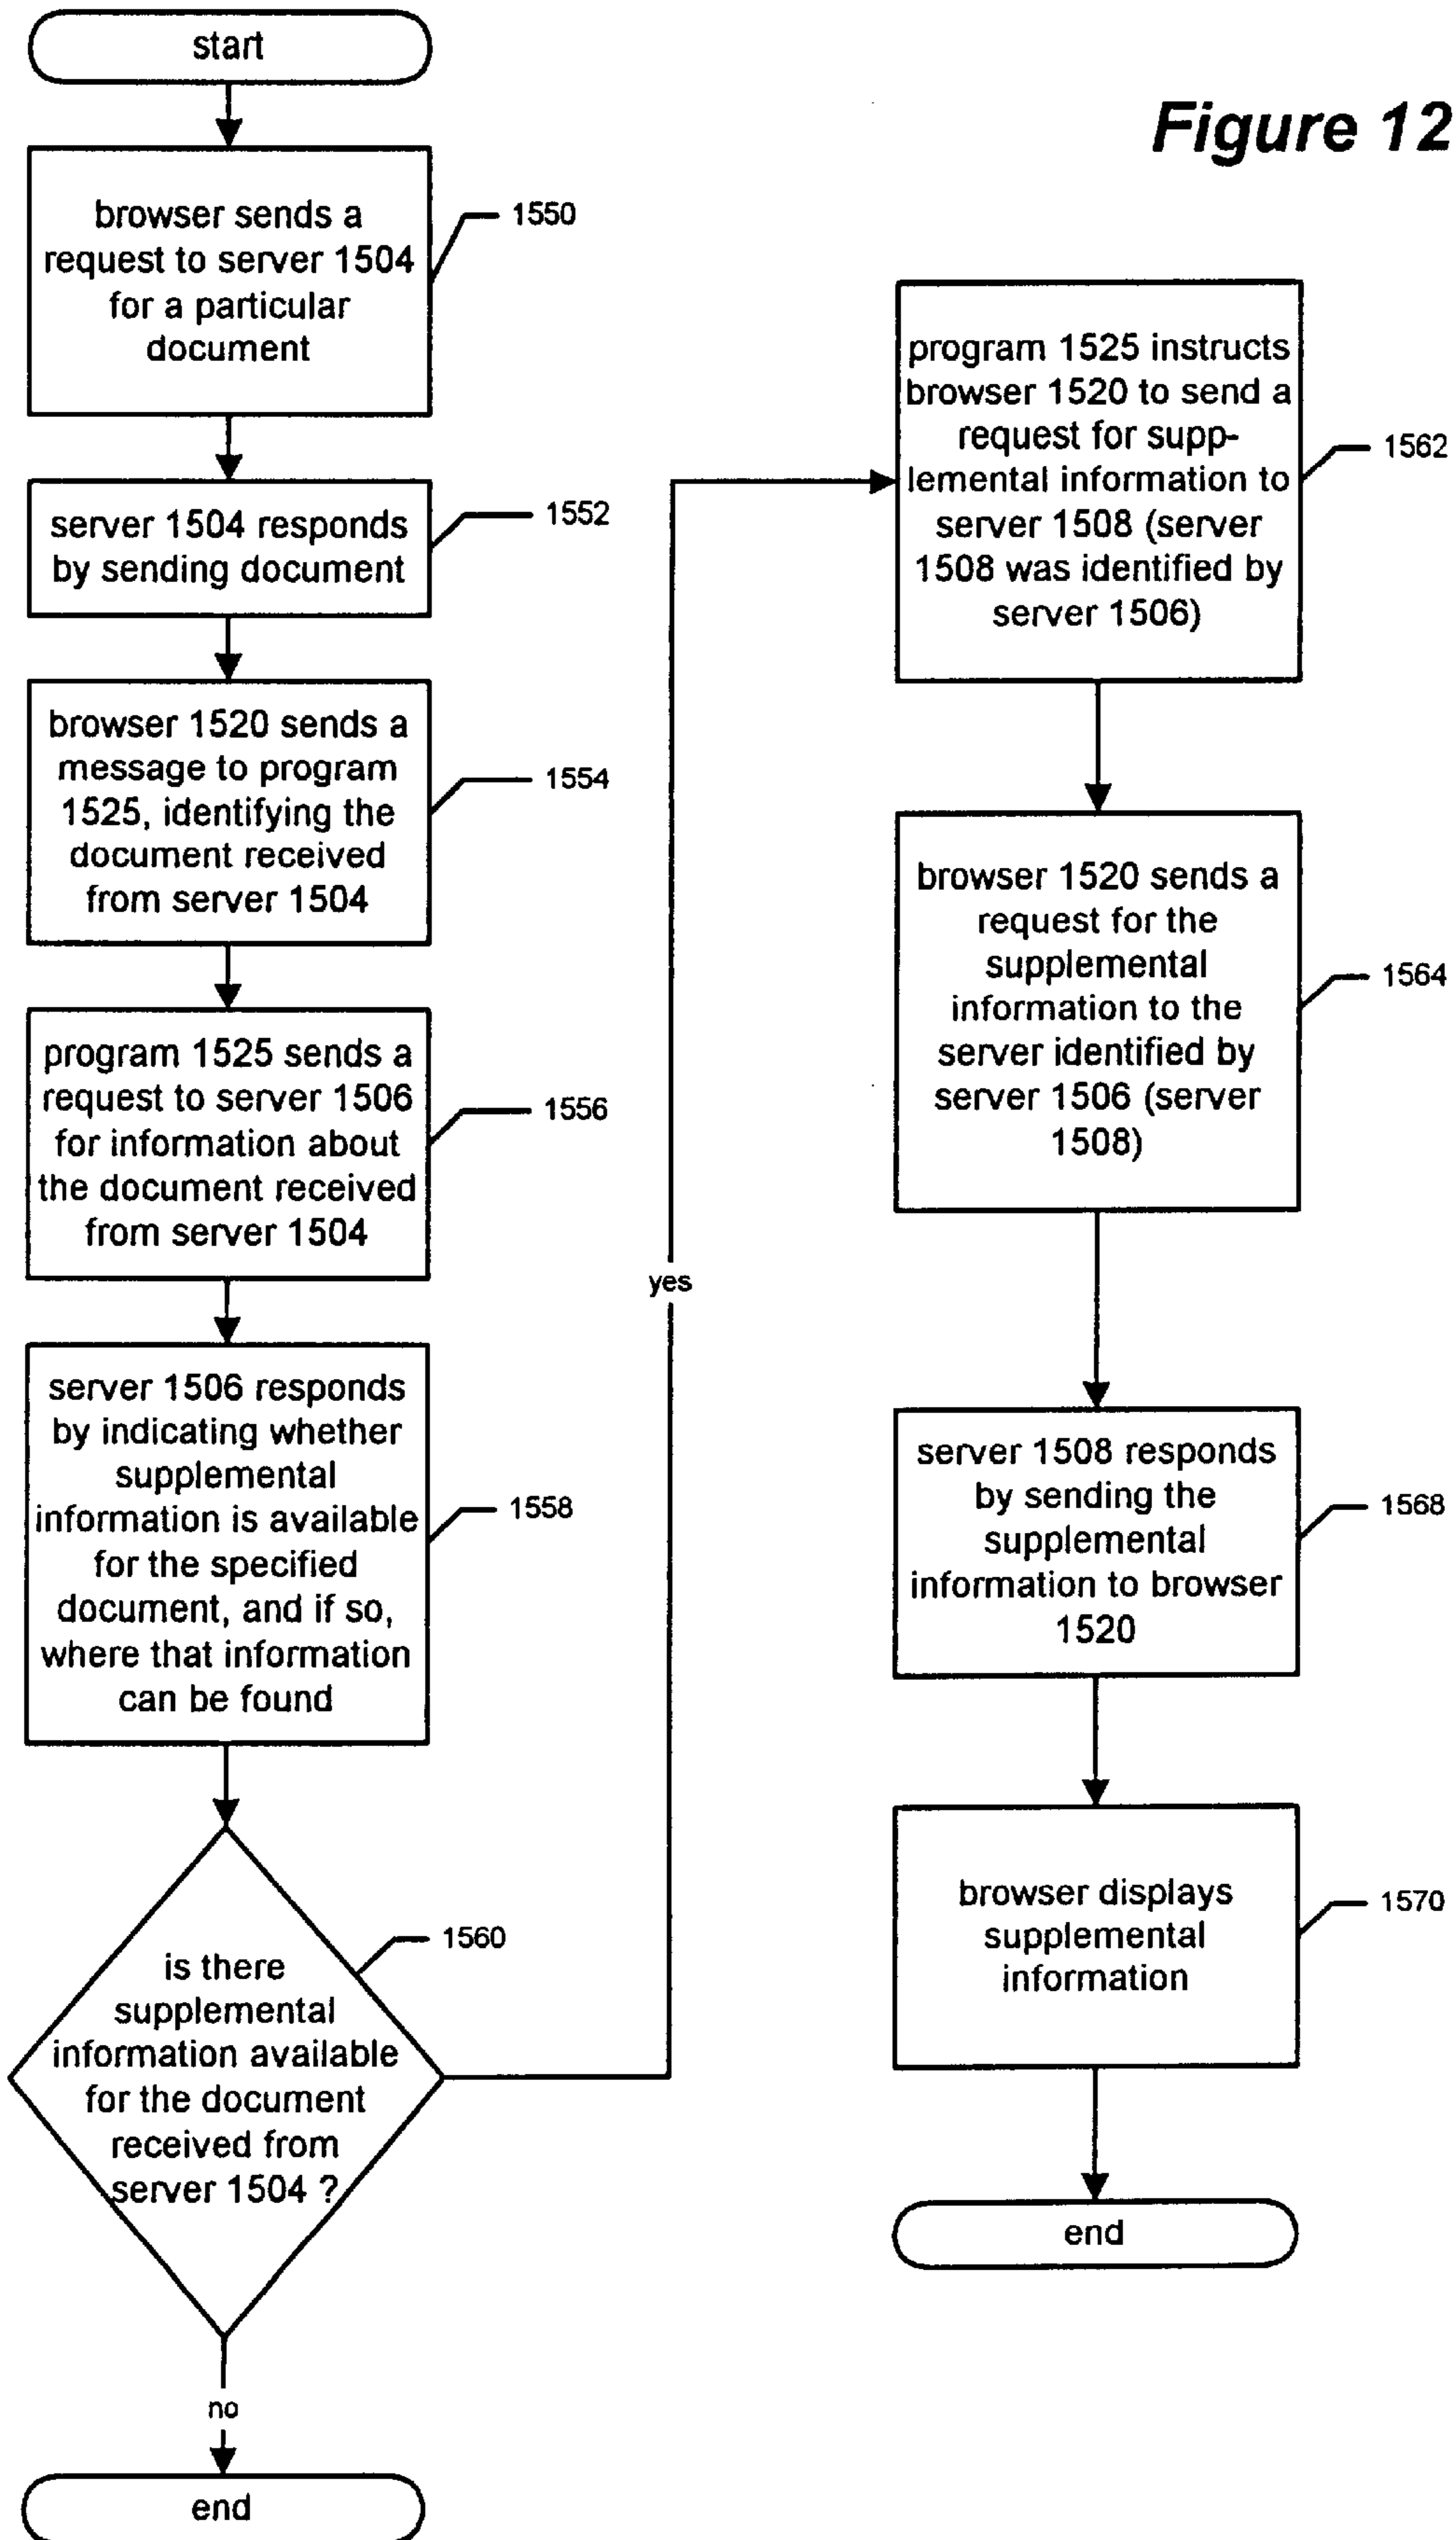 Figure 12
start
browser sends a
request to server 1504
for a particular
document
1550
server 1504 responds
by sending document
1552
browser 1520 sends a
message to program
1525, identifying the
document received
from server 1504
1554
program 1525 sends a
request to server 1506
for information about
the document received
from server 1504
1556
server 1506 responds
by indicating whether
supplemental
information is available
for the specified
document, and if so,
where that information
can be found
1558
is there
supplemental
information available
for the document
received from
server 1504 ?
1560
no
end
yes
program 1525 instructs
browser 1520 to send a
request for supp-
lemental information to
server 1508 (server
1508 was identified by
server 1506)
1562
browser 1520 sends a
request for the
supplemental
information to the
server identified by
server 1506 (server
1508)
1564
server 1508 responds
by sending the
supplemental
information to browser
1520
1568
browser displays
supplemental
information
1570
end